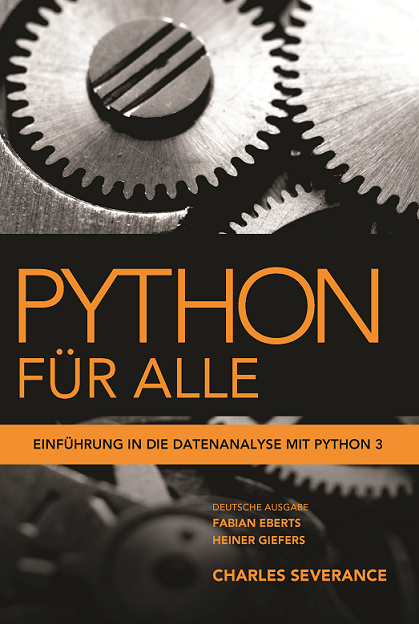 PYTHON
FÜR ALLE
EINFÜHRUNG IN DIE DATENANALYSE MIT PYTHON 3
DEUTSCHE AUSGABE
FABIAN EBERTS
HEINER GIEFERS
CHARLES SEVERANCE